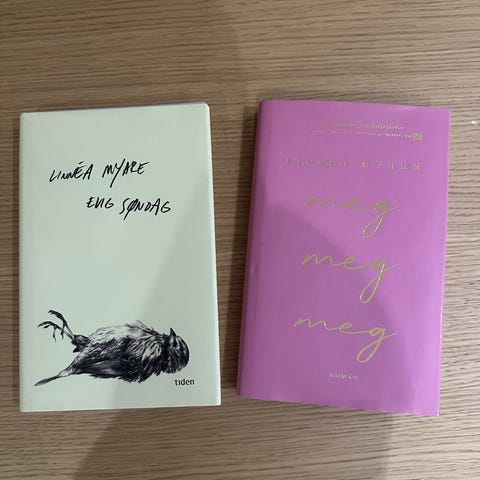 LINNÉA MYHRE
EVIG SØNDAG
tiden
LINNÉA MYHRE
meg
meg
meg
ROMAN